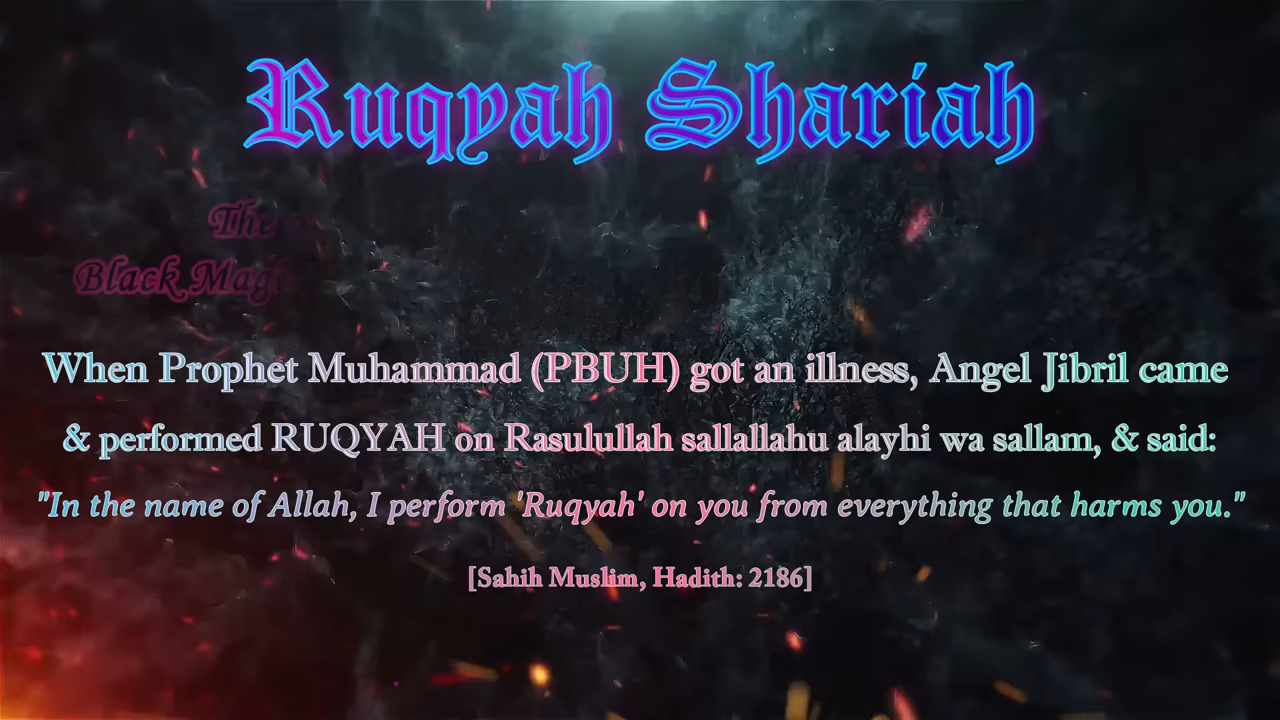 Ruqyah Shariah
The
Black Magic
When Prophet Muhammad (PBUH) got an illness, Angel Jibril came
& performed RUQYAH on Rasulullah sallallahu alayhi wa sallam, & said:
"In the name of Allah, I perform 'Ruqyah' on you from everything that harms you."
[Sahih Muslim, Hadith: 2186]